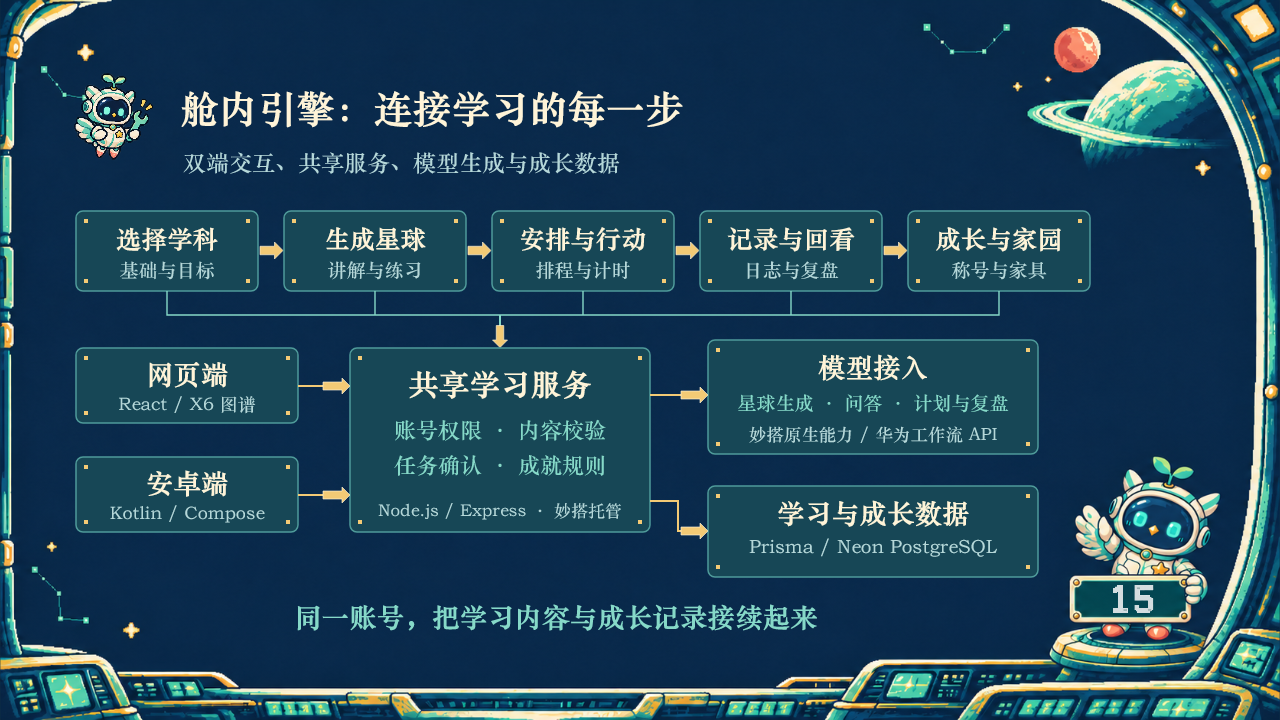 舱内引擎：连接学习的每一步
双端交互、共享服务、模型生成与成长数据
选择学科
基础与目标
生成星球
讲解与练习
安排与行动
排程与计时
记录与回看
日志与复盘
成长与家园
称号与家具
网页端
React / X6 图谱
安卓端
Kotlin / Compose
共享学习服务
账号权限 · 内容校验
任务确认 · 成就规则
Node.js / Express · 妙搭托管
模型接入
星球生成 · 问答 · 计划与复盘
妙搭原生能力 / 华为工作流 API
学习与成长数据
Prisma / Neon PostgreSQL
同一账号，把学习内容与成长记录接续起来
15